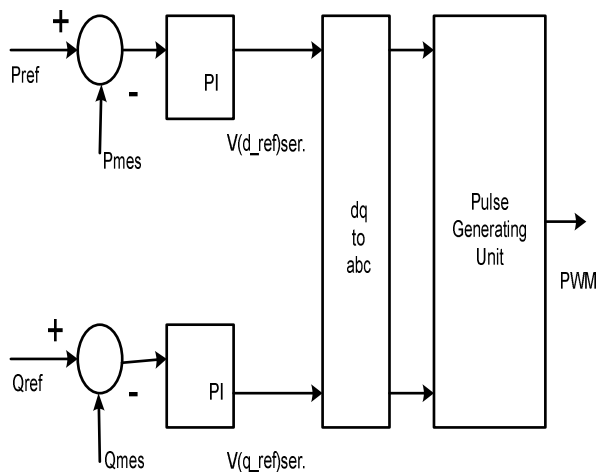 +
Pref
-
PI
Pmes
V(d_ref)ser.
dq
to
abc
Pulse
Generating
Unit
PWM
+
Qref
-
PI
Qmes
V(q_ref)ser.